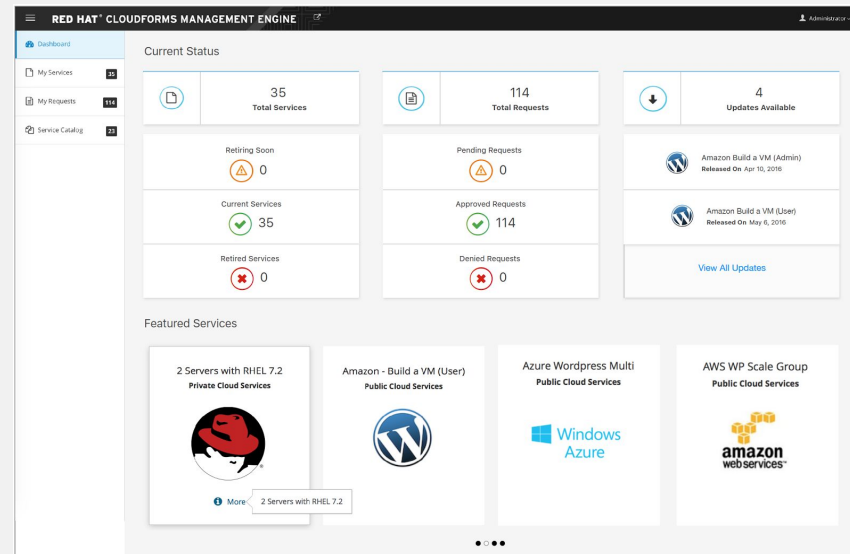 RED HAT® CLOUDFORMS MANAGEMENT ENGINE
Administrator
Dashboard
My Services 35
My Requests 114
Service Catalog 23
Current Status
35
Total Services
114
Total Requests
4
Updates Available
Retiring Soon
0
Current Services
35
Retired Services
0
Pending Requests
0
Approved Requests
114
Denied Requests
0
Amazon Build a VM (Admin)
Released On Apr 10, 2016
Amazon Build a VM (User)
Released On May 6, 2016
View All Updates
Featured Services
2 Servers with RHEL 7.2
Private Cloud Services
More
2 Servers with RHEL 7.2
Amazon - Build a VM (User)
Public Cloud Services
Azure Wordpress Multi
Public Cloud Services
Windows
Azure
AWS WP Scale Group
Public Cloud Services
amazon
webservices™